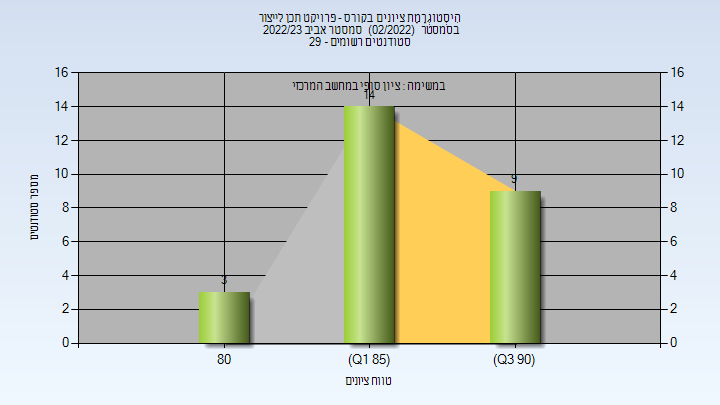 היסטוגרמת ציונים בקורס - פרויקט תכן לייצור
בסמסטר (02/2022) סמסטר אביב 2022/23
סטודנטים רשומים - 29
במשימה : ציון סופי במחשב המרכזי
16 16
14 14 14
12 12
10 10
9
8 8
6 6
4 4
3
2 2
0 0
80 (Q1 85) (Q3 90)
מספר סטודנטים
טווח ציונים